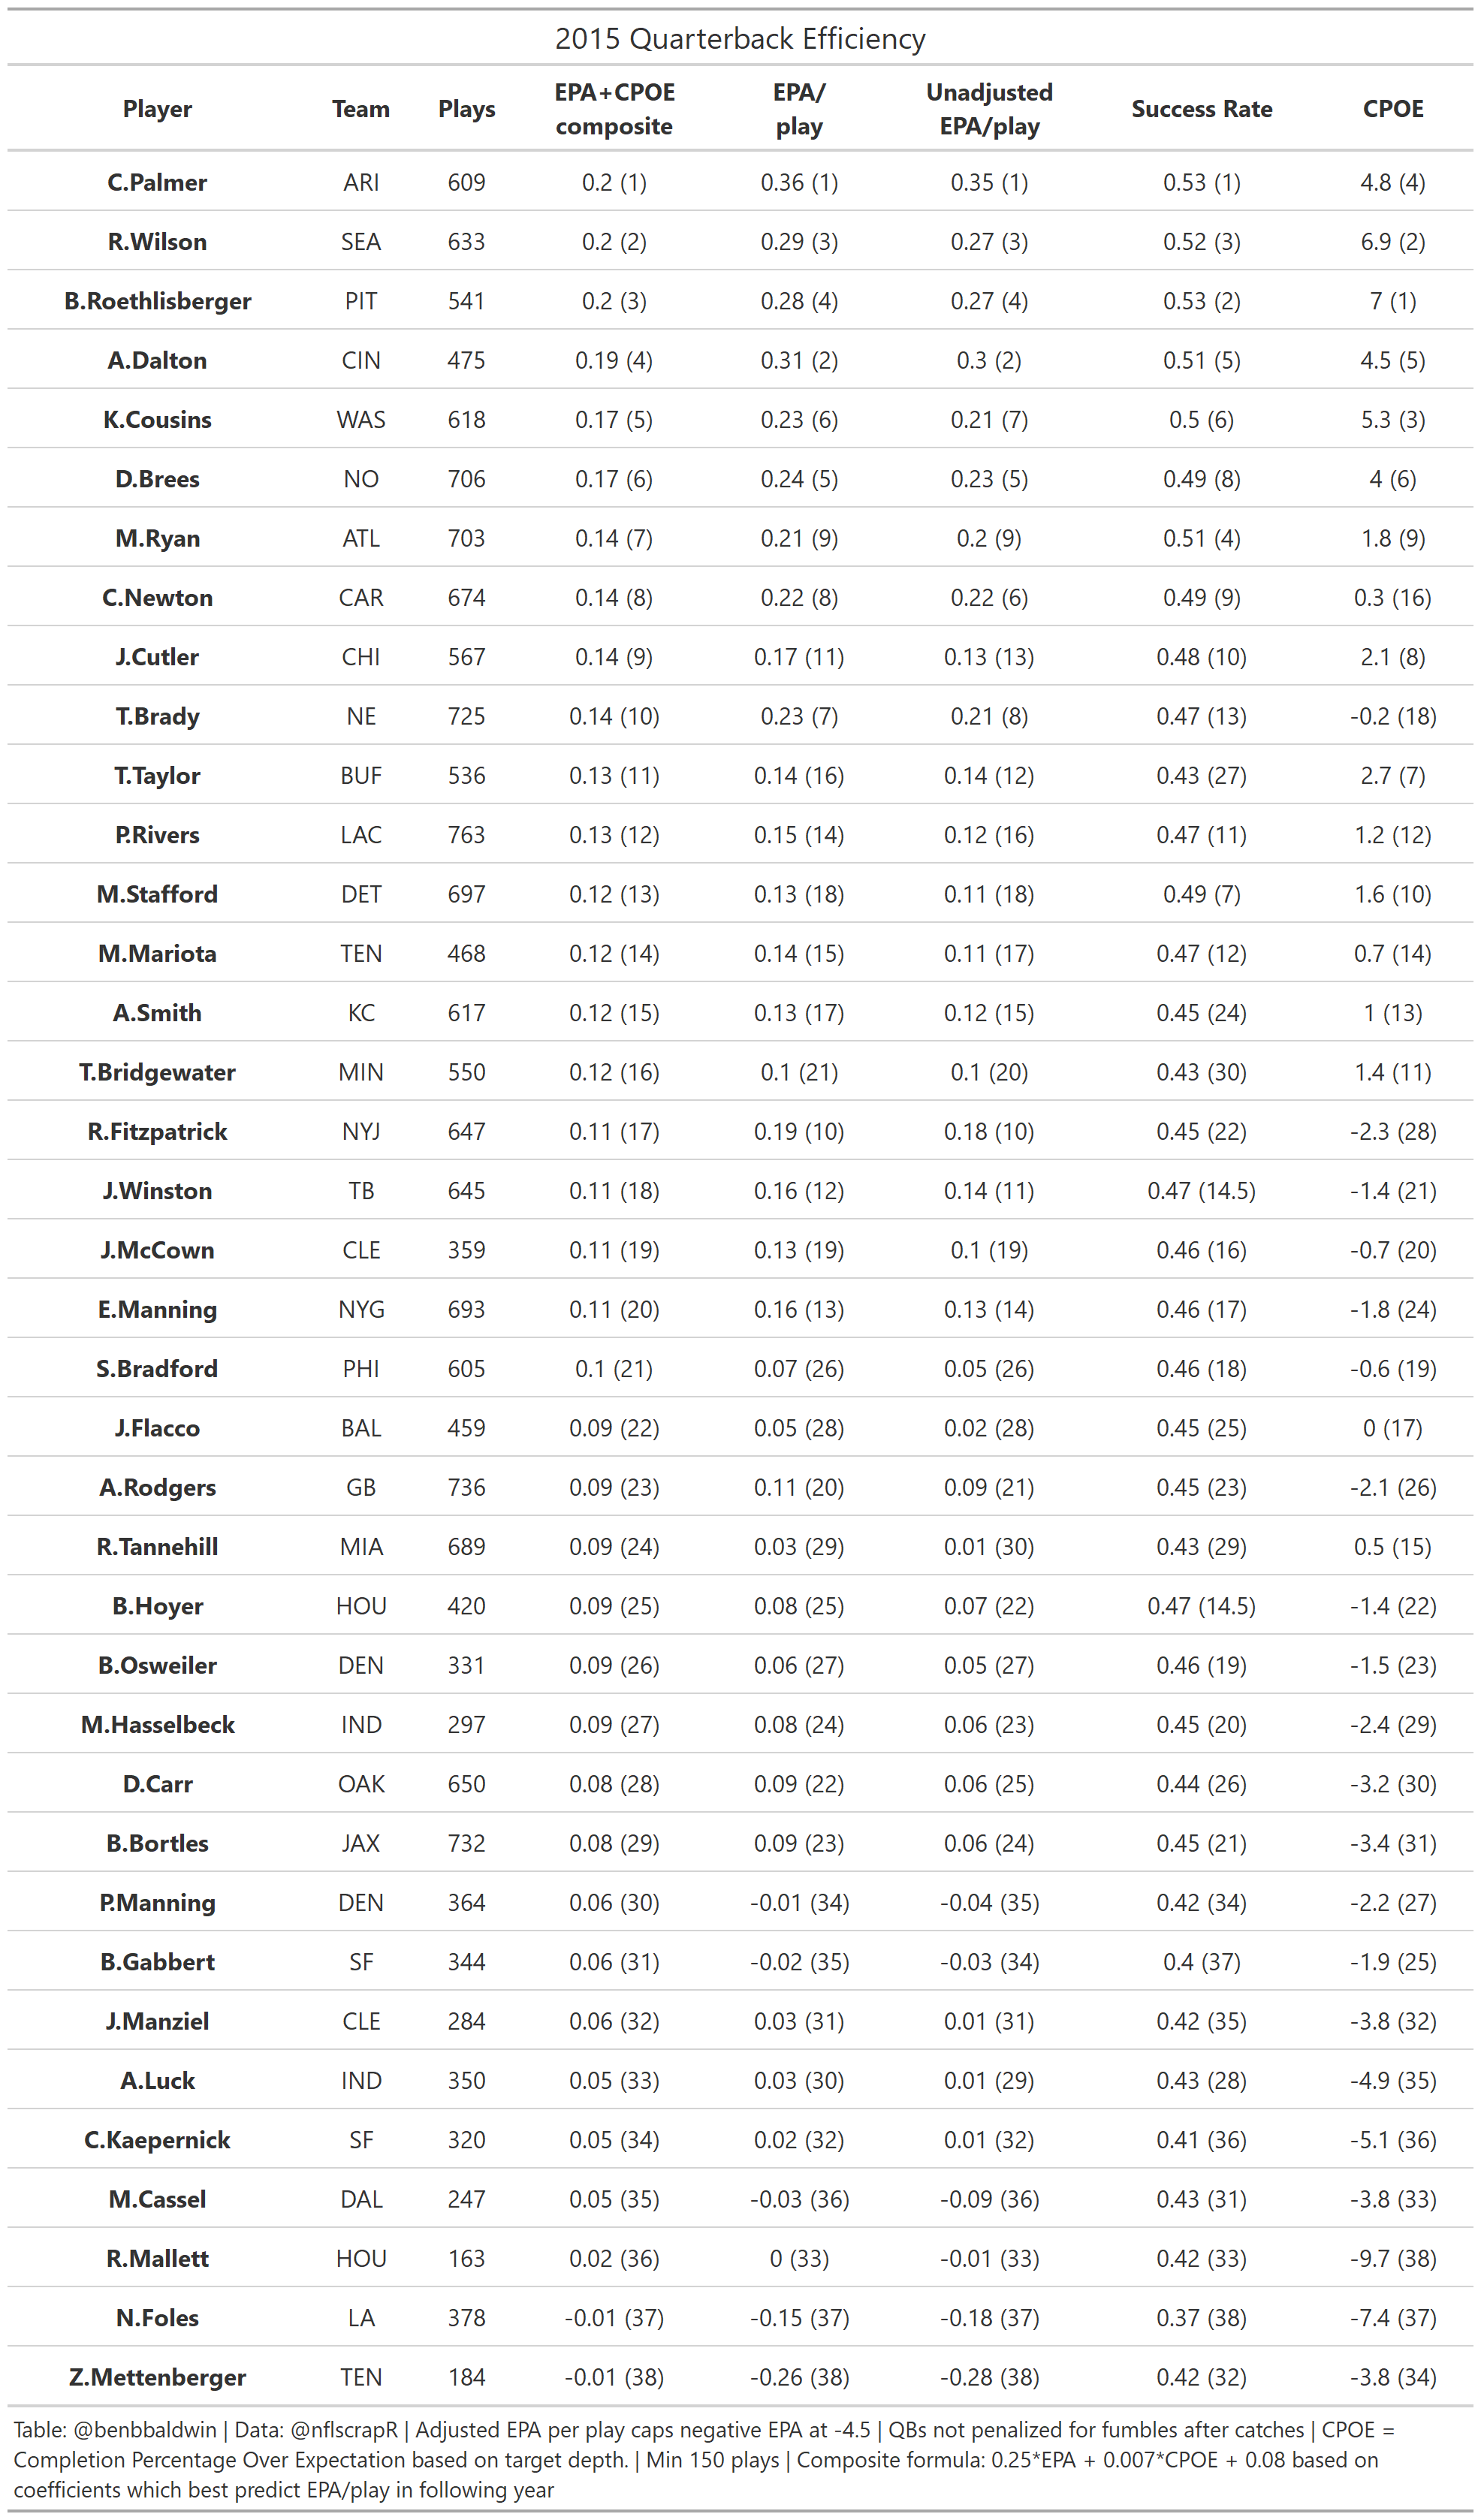 2015 Quarterback Efficiency
Player Team Plays EPA+CPOE composite EPA/ play Unadjusted EPA/play Success Rate CPOE
C.Palmer ARI 609 0.2 (1) 0.36 (1) 0.35 (1) 0.53 (1) 4.8 (4)
R.Wilson SEA 633 0.2 (2) 0.29 (3) 0.27 (3) 0.52 (3) 6.9 (2)
B.Roethlisberger PIT 541 0.2 (3) 0.28 (4) 0.27 (4) 0.53 (2) 7 (1)
A.Dalton CIN 475 0.19 (4) 0.31 (2) 0.3 (2) 0.51 (5) 4.5 (5)
K.Cousins WAS 618 0.17 (5) 0.23 (6) 0.21 (7) 0.5 (6) 5.3 (3)
D.Brees NO 706 0.17 (6) 0.24 (5) 0.23 (5) 0.49 (8) 4 (6)
M.Ryan ATL 703 0.14 (7) 0.21 (9) 0.2 (9) 0.51 (4) 1.8 (9)
C.Newton CAR 674 0.14 (8) 0.22 (8) 0.22 (6) 0.49 (9) 0.3 (16)
J.Cutler CHI 567 0.14 (9) 0.17 (11) 0.13 (13) 0.48 (10) 2.1 (8)
T.Brady NE 725 0.14 (10) 0.23 (7) 0.21 (8) 0.47 (13) -0.2 (18)
T.Taylor BUF 536 0.13 (11) 0.14 (16) 0.14 (12) 0.43 (27) 2.7 (7)
P.Rivers LAC 763 0.13 (12) 0.15 (14) 0.12 (16) 0.47 (11) 1.2 (12)
M.Stafford DET 697 0.12 (13) 0.13 (18) 0.11 (18) 0.49 (7) 1.6 (10)
M.Mariota TEN 468 0.12 (14) 0.14 (15) 0.11 (17) 0.47 (12) 0.7 (14)
A.Smith KC 617 0.12 (15) 0.13 (17) 0.12 (15) 0.45 (24) 1 (13)
T.Bridgewater MIN 550 0.12 (16) 0.1 (21) 0.1 (20) 0.43 (30) 1.4 (11)
R.Fitzpatrick NYJ 647 0.11 (17) 0.19 (10) 0.18 (10) 0.45 (22) -2.3 (28)
J.Winston TB 645 0.11 (18) 0.16 (12) 0.14 (11) 0.47 (14.5) -1.4 (21)
J.McCown CLE 359 0.11 (19) 0.13 (19) 0.1 (19) 0.46 (16) -0.7 (20)
E.Manning NYG 693 0.11 (20) 0.16 (13) 0.13 (14) 0.46 (17) -1.8 (24)
S.Bradford PHI 605 0.1 (21) 0.07 (26) 0.05 (26) 0.46 (18) -0.6 (19)
J.Flacco BAL 459 0.09 (22) 0.05 (28) 0.02 (28) 0.45 (25) 0 (17)
A.Rodgers GB 736 0.09 (23) 0.11 (20) 0.09 (21) 0.45 (23) -2.1 (26)
R.Tannehill MIA 689 0.09 (24) 0.03 (29) 0.01 (30) 0.43 (29) 0.5 (15)
B.Hoyer HOU 420 0.09 (25) 0.08 (25) 0.07 (22) 0.47 (14.5) -1.4 (22)
B.Osweiler DEN 331 0.09 (26) 0.06 (27) 0.05 (27) 0.46 (19) -1.5 (23)
M.Hasselbeck IND 297 0.09 (27) 0.08 (24) 0.06 (23) 0.45 (20) -2.4 (29)
D.Carr OAK 650 0.08 (28) 0.09 (22) 0.06 (25) 0.44 (26) -3.2 (30)
B.Bortles JAX 732 0.08 (29) 0.09 (23) 0.06 (24) 0.45 (21) -3.4 (31)
P.Manning DEN 364 0.06 (30) -0.01 (34) -0.04 (35) 0.42 (34) -2.2 (27)
B.Gabbert SF 344 0.06 (31) -0.02 (35) -0.03 (34) 0.4 (37) -1.9 (25)
J.Manziel CLE 284 0.06 (32) 0.03 (31) 0.01 (31) 0.42 (35) -3.8 (32)
A.Luck IND 350 0.05 (33) 0.03 (30) 0.01 (29) 0.43 (28) -4.9 (35)
C.Kaepernick SF 320 0.05 (34) 0.02 (32) 0.01 (32) 0.41 (36) -5.1 (36)
M.Cassel DAL 247 0.05 (35) -0.03 (36) -0.09 (36) 0.43 (31) -3.8 (33)
R.Mallett HOU 163 0.02 (36) 0 (33) -0.01 (33) 0.42 (33) -9.7 (38)
N.Foles LA 378 -0.01 (37) -0.15 (37) -0.18 (37) 0.37 (38) -7.4 (37)
Z.Mettenberger TEN 184 -0.01 (38) -0.26 (38) -0.28 (38) 0.42 (32) -3.8 (34)
Table: @benbbaldwin | Data: @nflscrapR | Adjusted EPA per play caps negative EPA at -4.5 | QBs not penalized for fumbles after catches | CPOE =
Completion Percentage Over Expectation based on target depth. | Min 150 plays | Composite formula: 0.25*EPA + 0.007*CPOE + 0.08 based on
coefficients which best predict EPA/play in following year